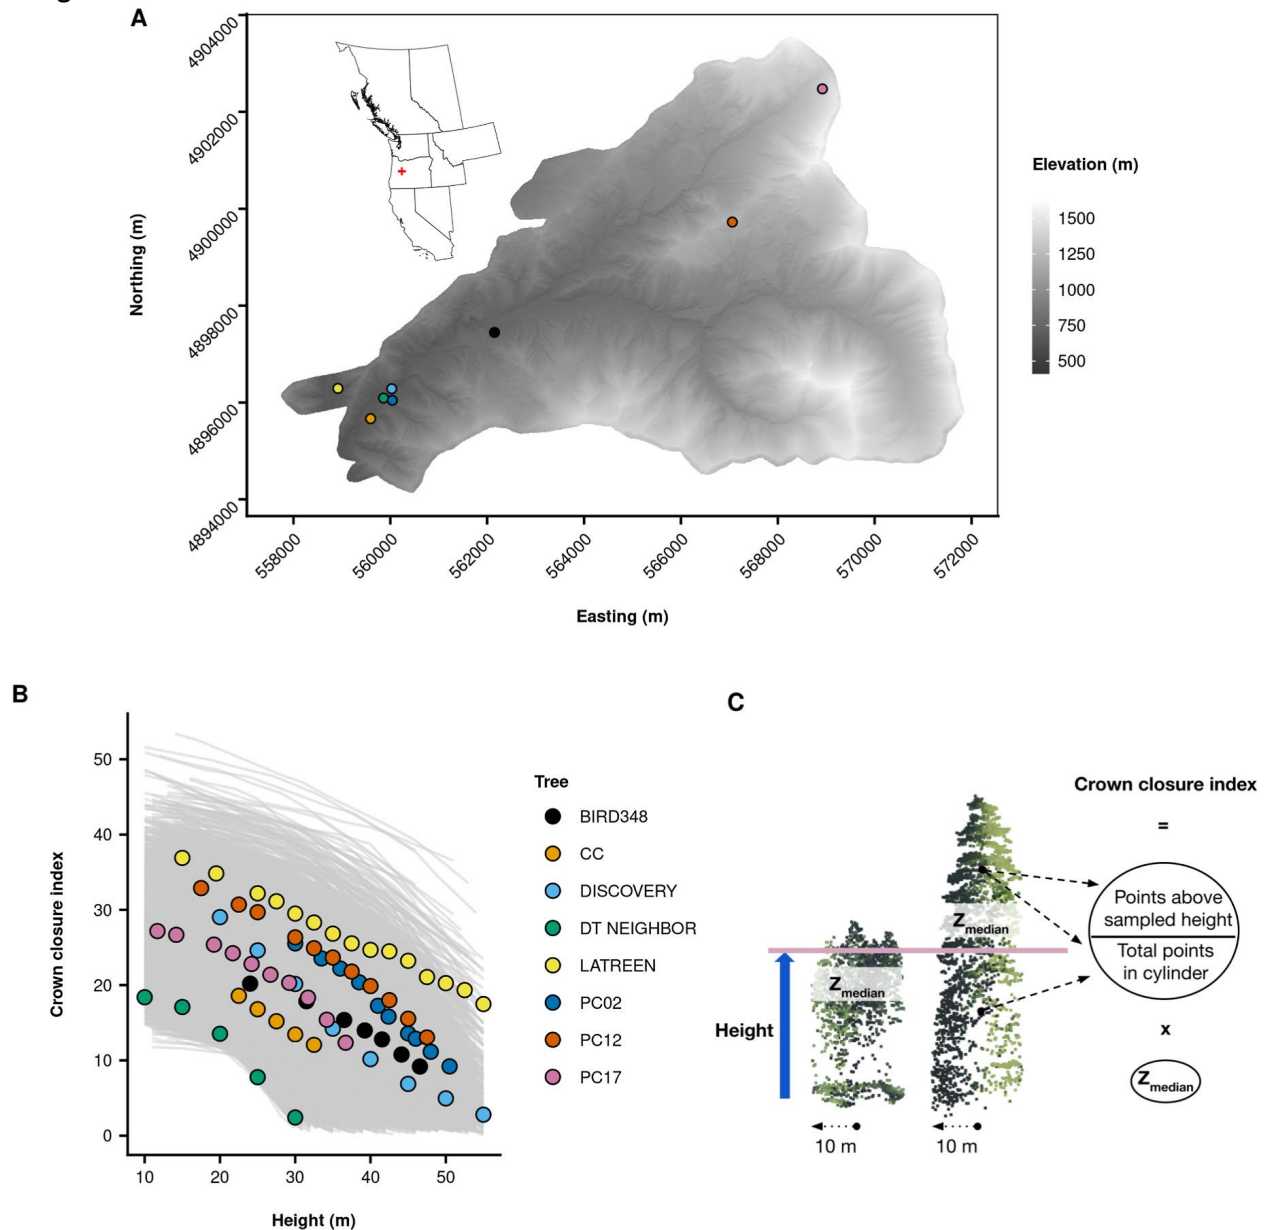 A
4904000
4902000
4900000
4898000
4896000
4894000
Northing (m)
558000
560000
562000
564000
566000
568000
570000
572000
Easting (m)
Elevation (m)
1500
1250
1000
750
500
B
Crown closure index
50
40
30
20
10
0
10
20
30
40
50
Height (m)
Tree
BIRD348
CC
DISCOVERY
DT NEIGHBOR
LATREEN
PC02
PC12
PC17
C
Crown closure index
=
Points above
sampled height
Total points
in cylinder
x
Zmedian
Zmedian
Zmedian
Height
10 m
10 m